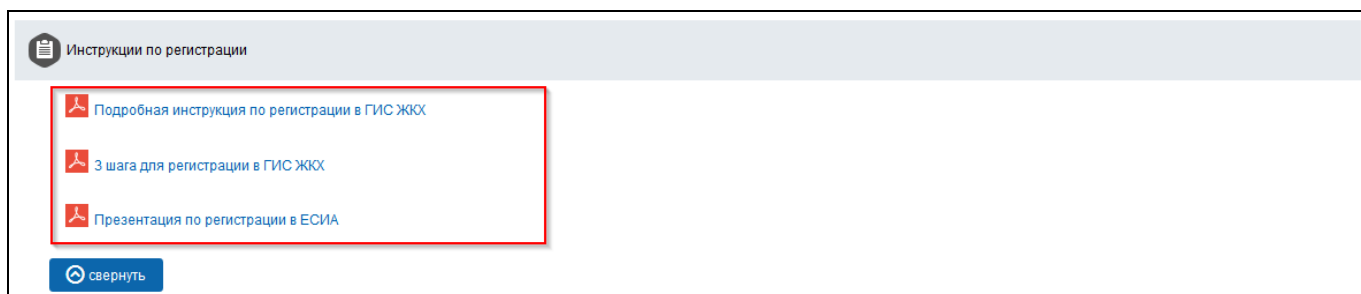 Инструкции по регистрации
Подробная инструкция по регистрации в ГИС ЖКХ
3 шага для регистрации в ГИС ЖКХ
Презентация по регистрации в ЕСИА
свернуть